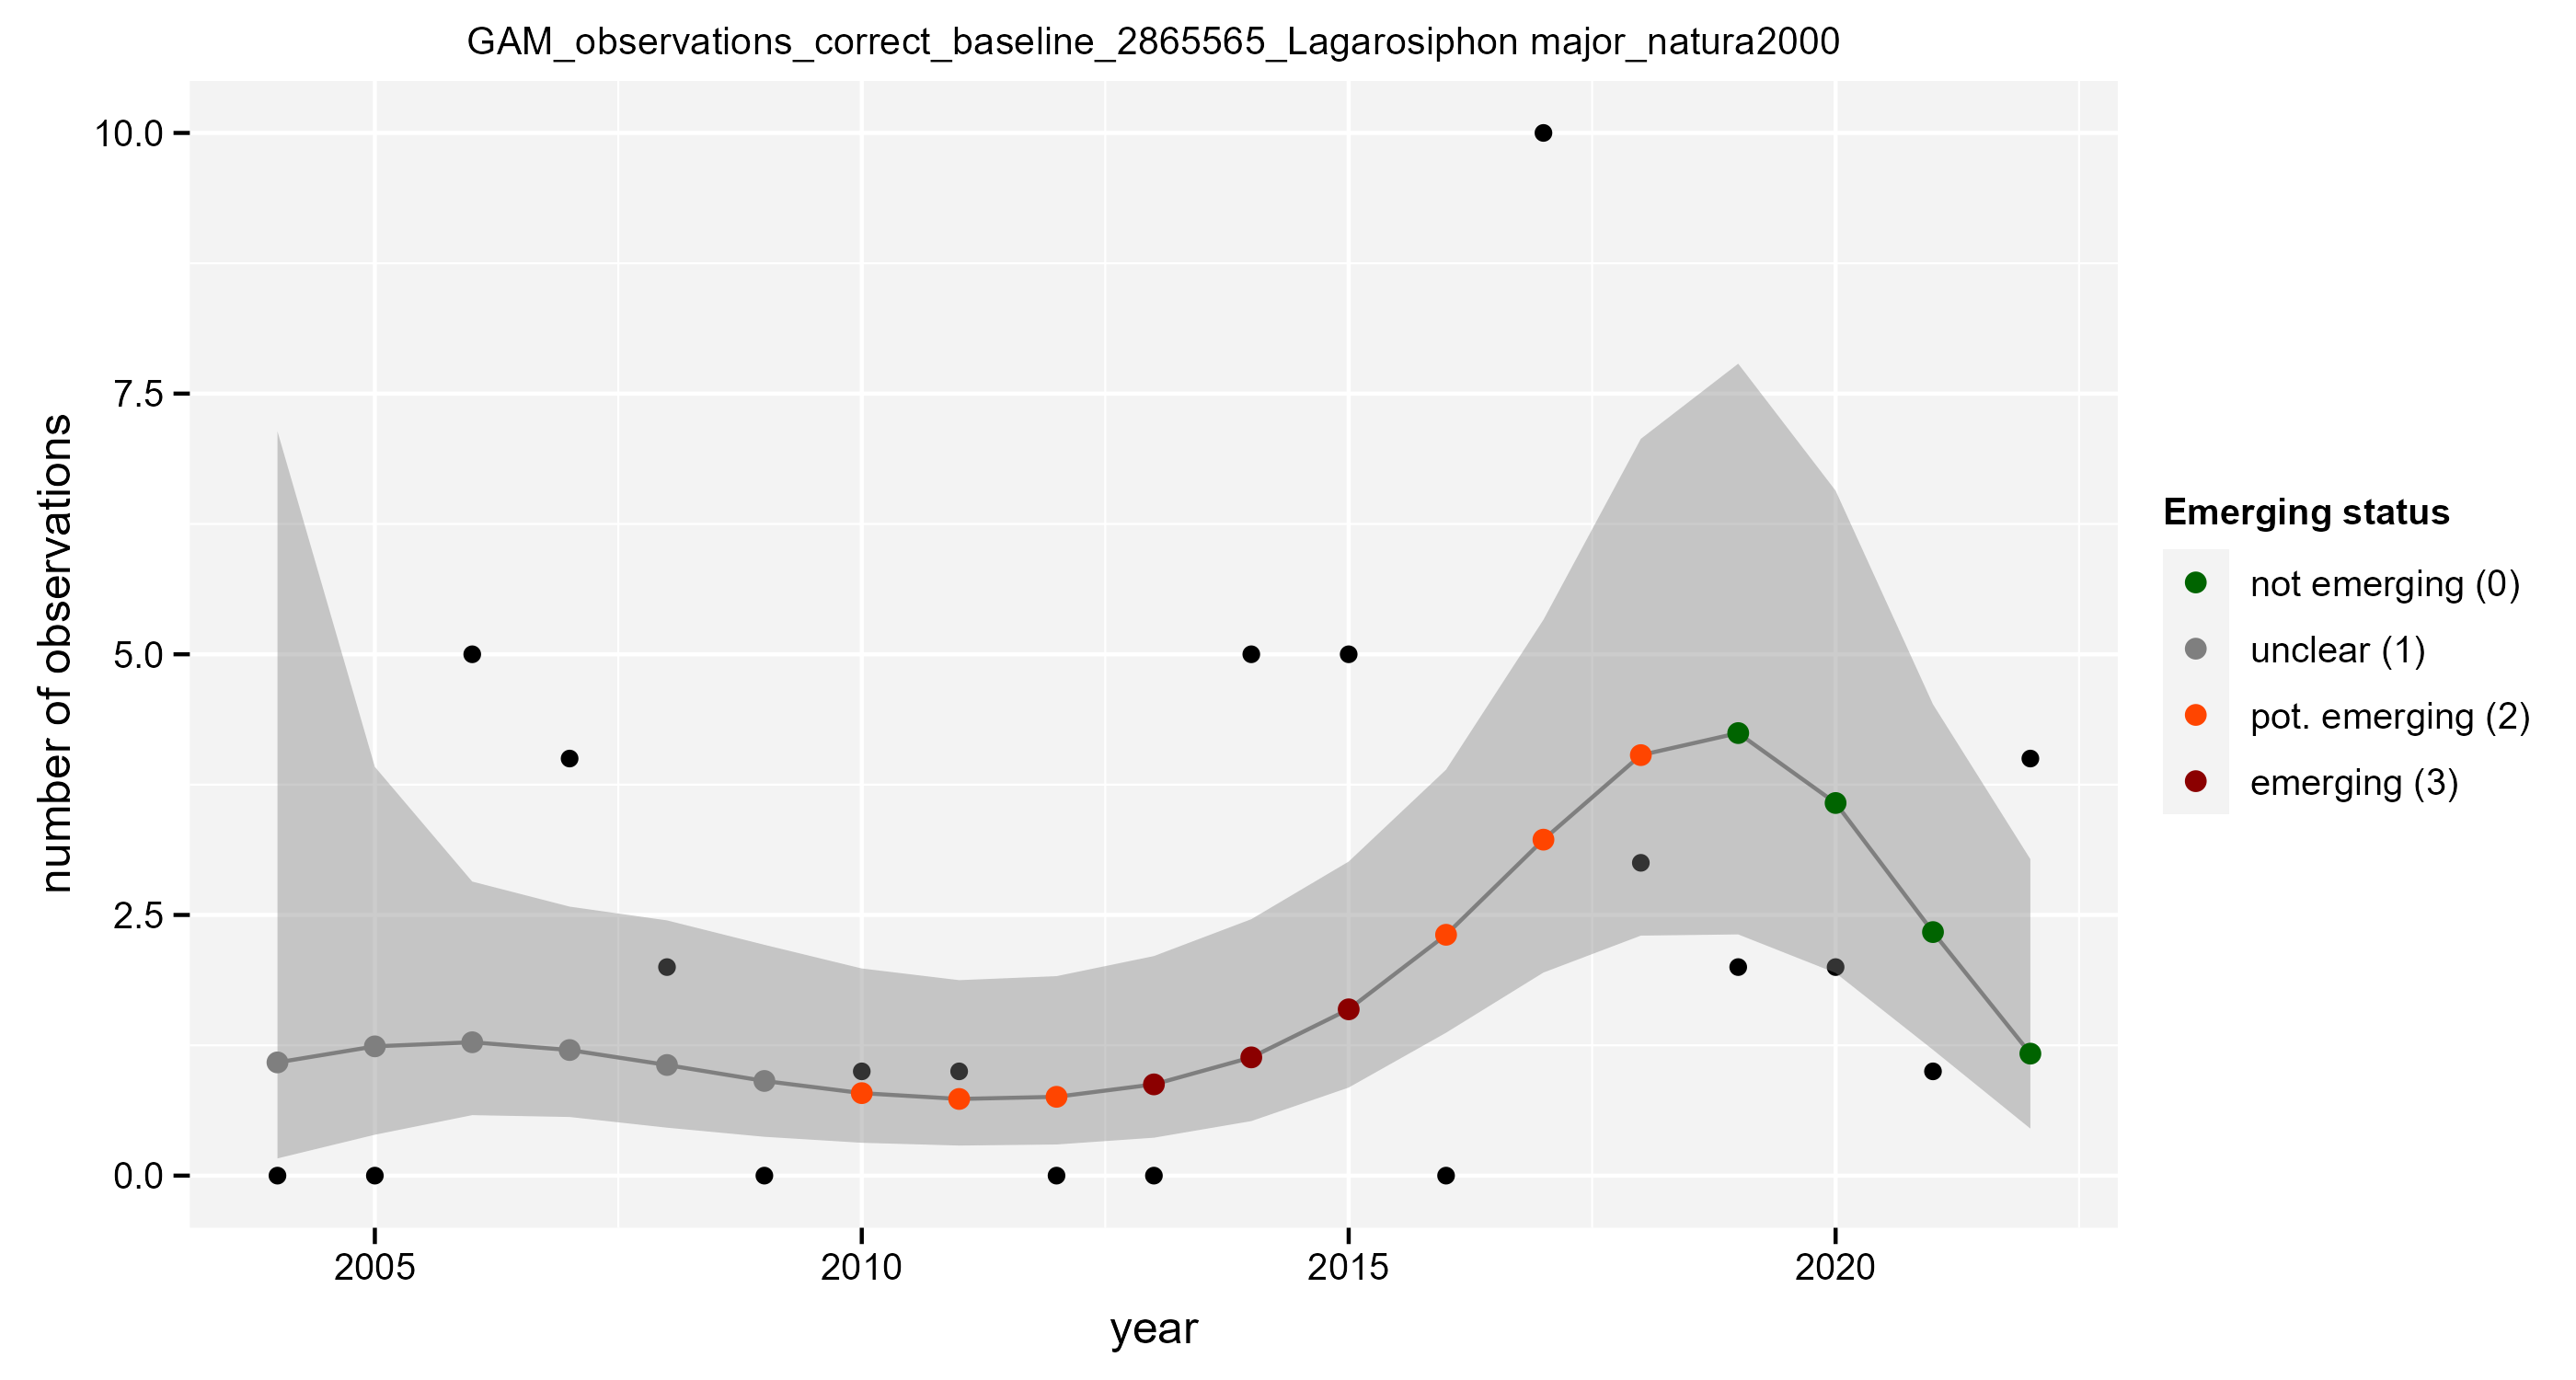 GAM_observations_correct_baseline_2865565_Lagarosiphon major_natura2000
10.0
7.5
5.0
2.5
0.0
number of observations
2005 2010 2015 2020
year
Emerging status
not emerging (0)
unclear (1)
pot. emerging (2)
emerging (3)